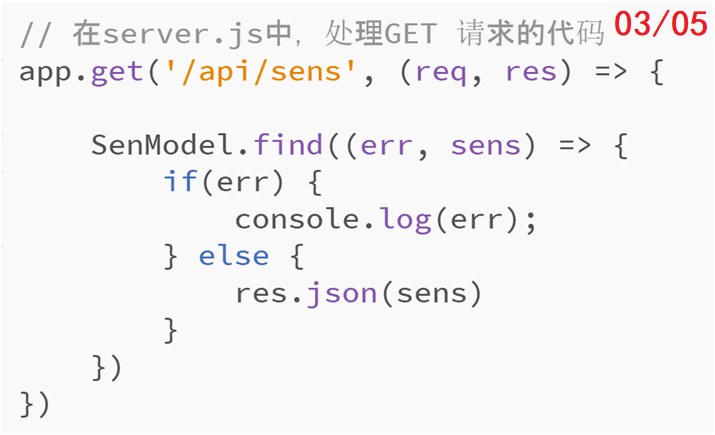 // 在server.js中, 处理GET 请求的代码 03/05
app.get('/api/sens', (req, res) => {
    SenModel.find((err, sens) => {
        if(err) {
            console.log(err);
        } else {
            res.json(sens)
        }
    })
})